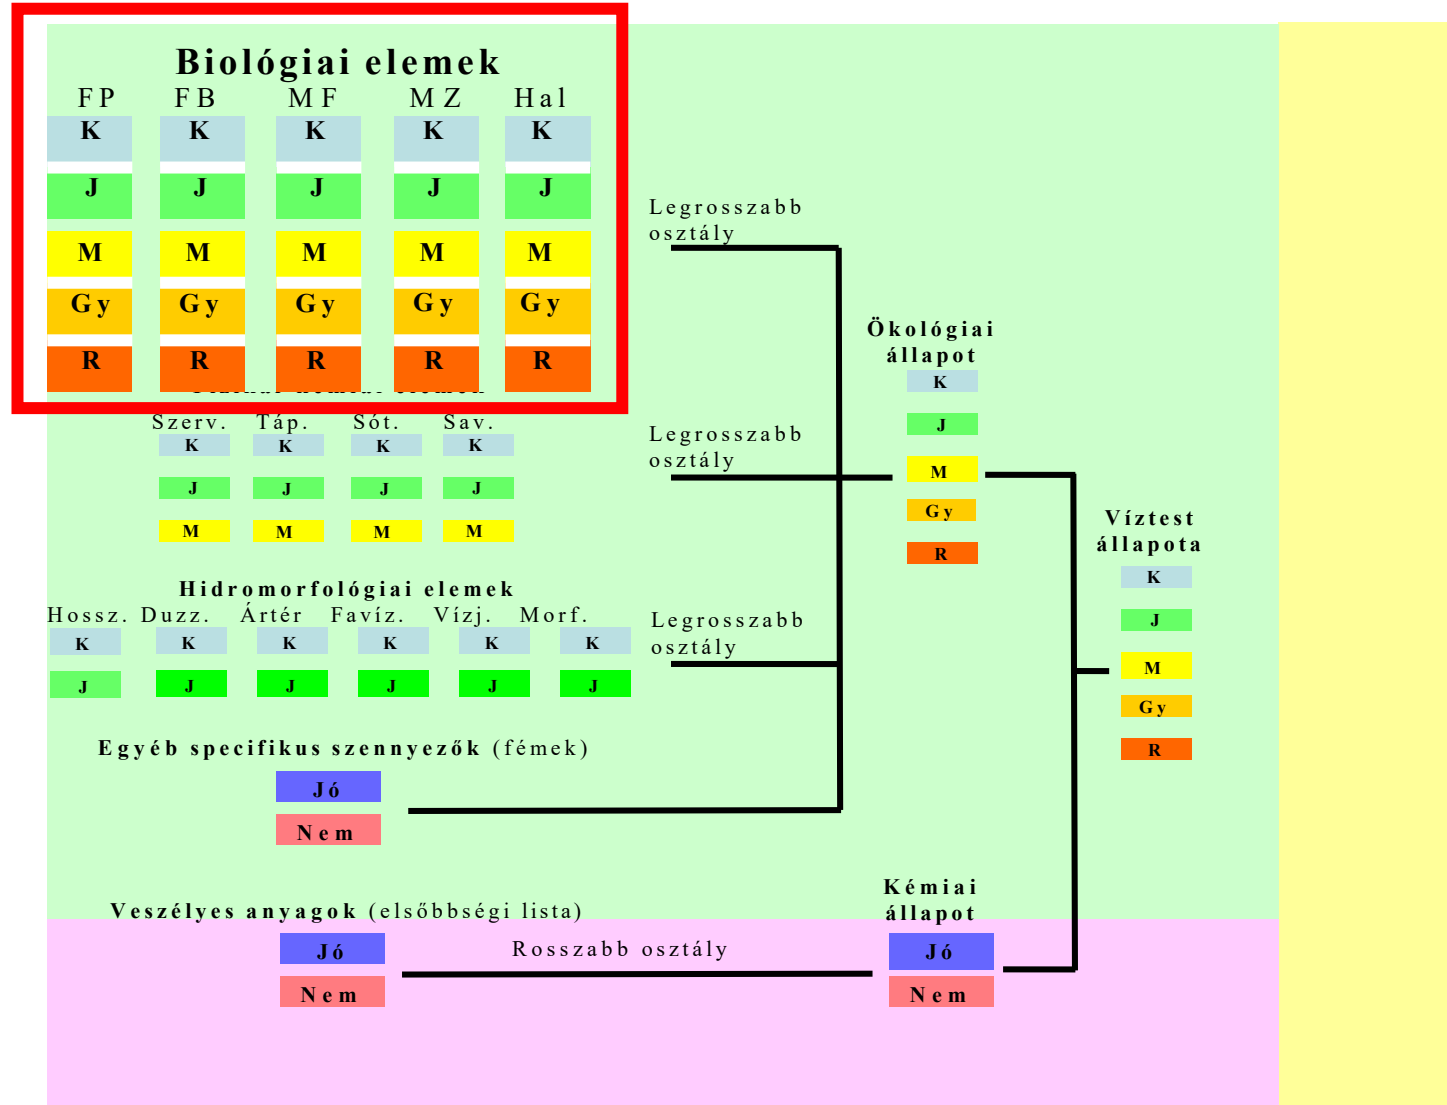 Biológiai elemek
FP FB MF MZ Hal
K K K K K
J J J J J
M M M M M
Gy Gy Gy Gy Gy
R R R R R
Legrosszabb
osztály
Szerv. Táp. Sót. Sav.
K K K K
J J J J
M M M M
Legrosszabb
osztály
Hidromorfológiai elemek
Hossz. Duzz. Ártér Favíz. Vízj. Morf.
K K K K K K
J J J J J J
Legrosszabb
osztály
Egyéb specifikus szennyezők (fémek)
Jó
Nem
Ökológiai
állapot
K
J
M
Gy
R
Víztest
állapota
K
J
M
Gy
R
Veszélyes anyagok (elsőbbségi lista)
Jó
Nem
Rosszabb osztály
Kémiai
állapot
Jó
Nem